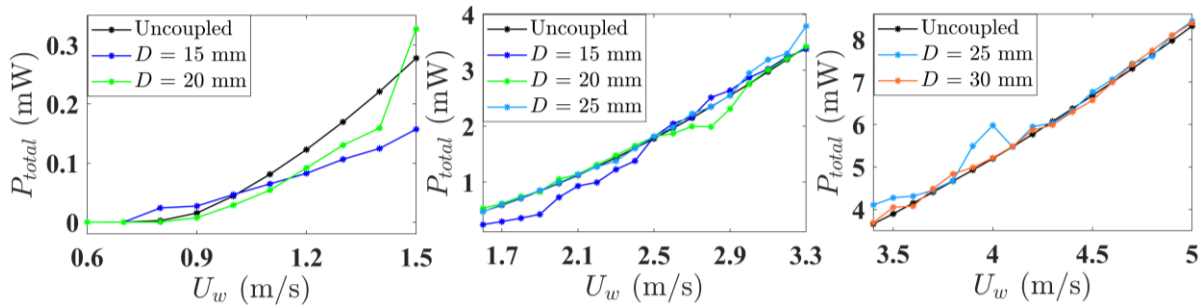 P_total (mW)
0.3
0.2
0.1
0
Uncoupled
D = 15 mm
D = 20 mm
0.6
0.9
1.2
1.5
U_w (m/s)
P_total (mW)
4
3
2
1
Uncoupled
D = 15 mm
D = 20 mm
D = 25 mm
1.7
2.1
2.5
2.9
3.3
U_w (m/s)
P_total (mW)
8
7
6
5
4
Uncoupled
D = 25 mm
D = 30 mm
3.5
4
4.5
5
U_w (m/s)